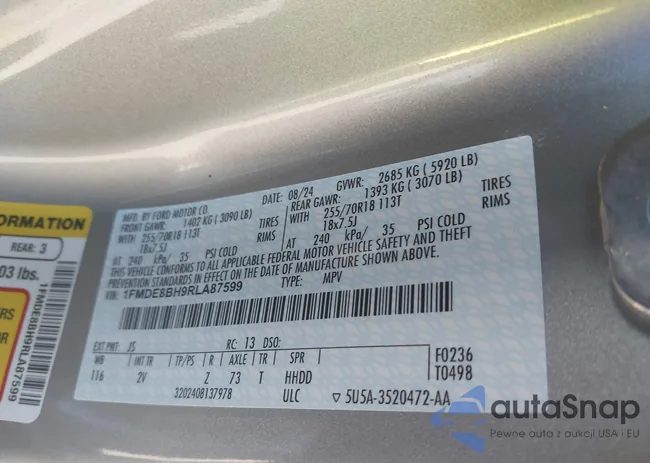 MFD. BY FORD MOTOR CO.
DATE: 08/24 GVWR: 2685 KG ( 5920 LB)
FRONT GAWR: 1402 KG ( 3090 LB) REAR GAWR: 1393 KG ( 3070 LB)
WITH 255/70R18 113T TIRES 255/70R18 113T TIRES
18x7.5J RIMS 18x7.5J RIMS
AT 240 kPa/ 35 PSI COLD AT 240 kPa/ 35 PSI COLD
THIS VEHICLE CONFORMS TO ALL APPLICABLE FEDERAL MOTOR VEHICLE SAFETY AND THEFT
PREVENTION STANDARDS IN EFFECT ON THE DATE OF MANUFACTURE SHOWN ABOVE.
VIN: 1FMDE8BH9RLA87599 TYPE: MPV
EXT PNT: JS RC: 13 DSO:
WB INT TR TP/PS R AXLE TR SPR F0236
116 2V Z 73 T HHDD T0498
3202408137978 ULC ▽ 5U5A-3520472-AA
FORMATION
REAR: 3
03 lbs.
1FMDE8BH9RLA87599
autoSnap
Pewne auta z aukcji USA i EU